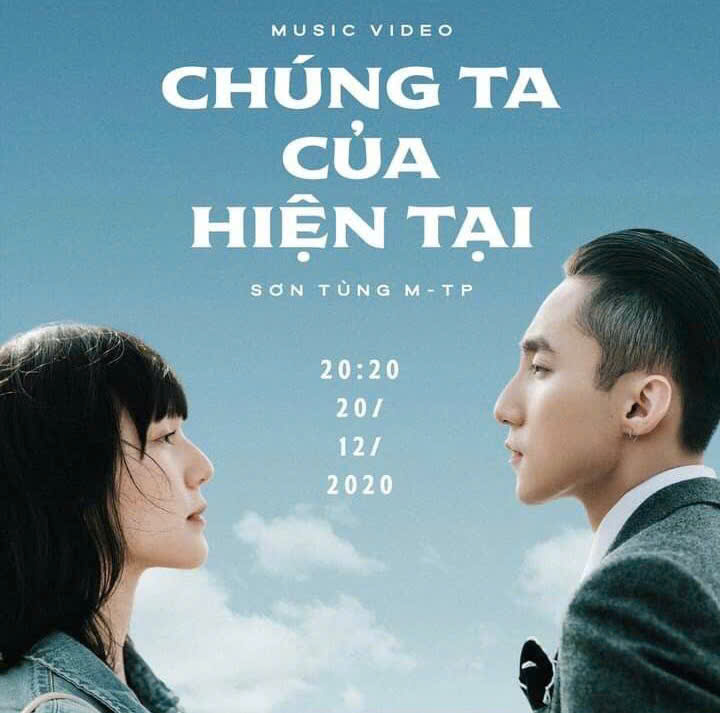 MUSIC VIDEO
CHÚNG TA
CỦA
HIỆN TẠI
SƠN TÙNG M-TP
20:20
20/
12/
2020